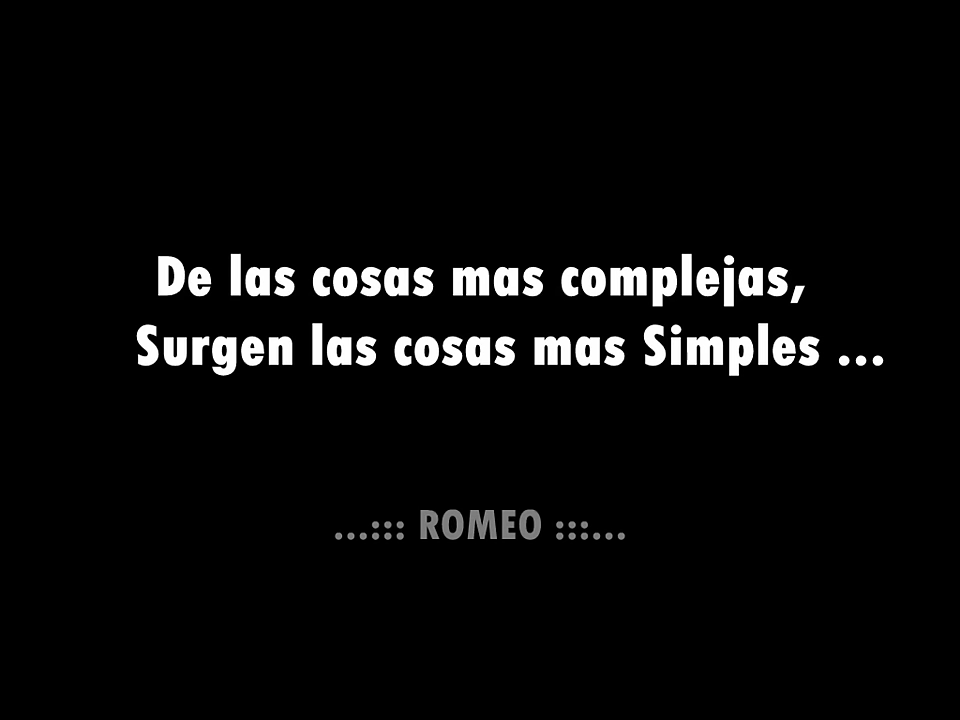 De las cosas mas complejas,
Surgen las cosas mas Simples ...
...::: ROMEO :::...